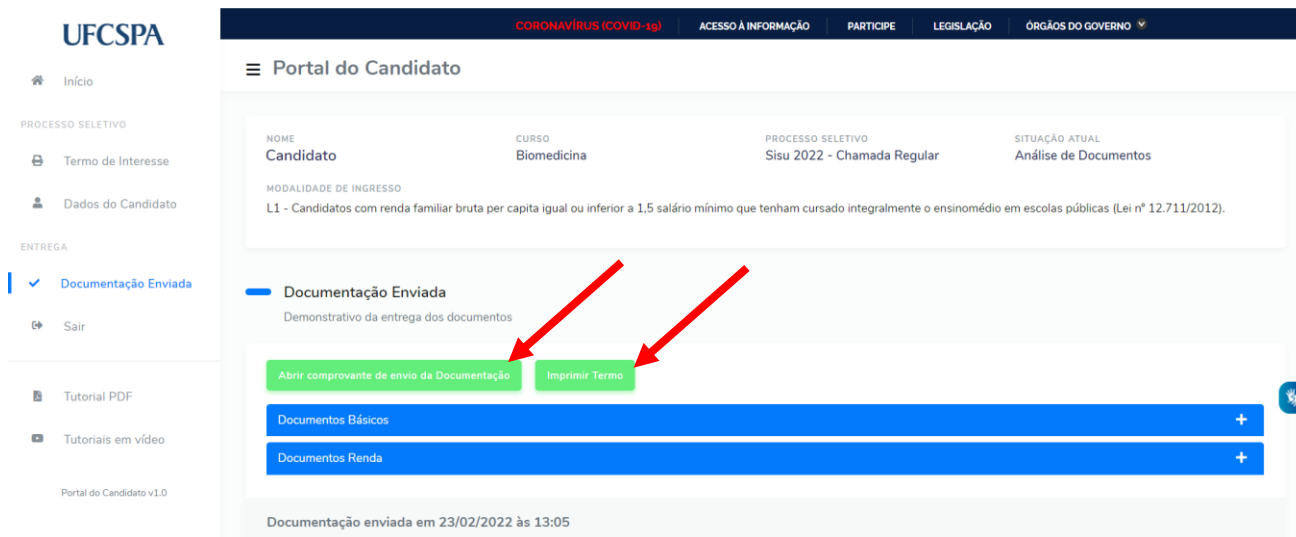 UFCSPA
CORONAVÍRUS (COVID-19) ACESSO À INFORMAÇÃO PARTICIPE LEGISLAÇÃO ÓRGÃOS DO GOVERNO
Início
Portal do Candidato
PROCESSO SELETIVO
Termo de Interesse
Dados do Candidato
ENTREGA
Documentação Enviada
Sair
Tutorial PDF
Tutoriais em vídeo
Portal do Candidato v1.0
NOME CURSO PROCESSO SELETIVO SITUAÇÃO ATUAL
Candidato Biomedicina Sisu 2022 - Chamada Regular Análise de Documentos
MODALIDADE DE INGRESSO
L1 - Candidatos com renda familiar bruta per capita igual ou inferior a 1,5 salário mínimo que tenham cursado integralmente o ensinomédio em escolas públicas (Lei nº 12.711/2012).
Documentação Enviada
Demonstrativo da entrega dos documentos
Abrir comprovante de envio da Documentação Imprimir Termo
Documentos Básicos +
Documentos Renda +
Documentação enviada em 23/02/2022 às 13:05